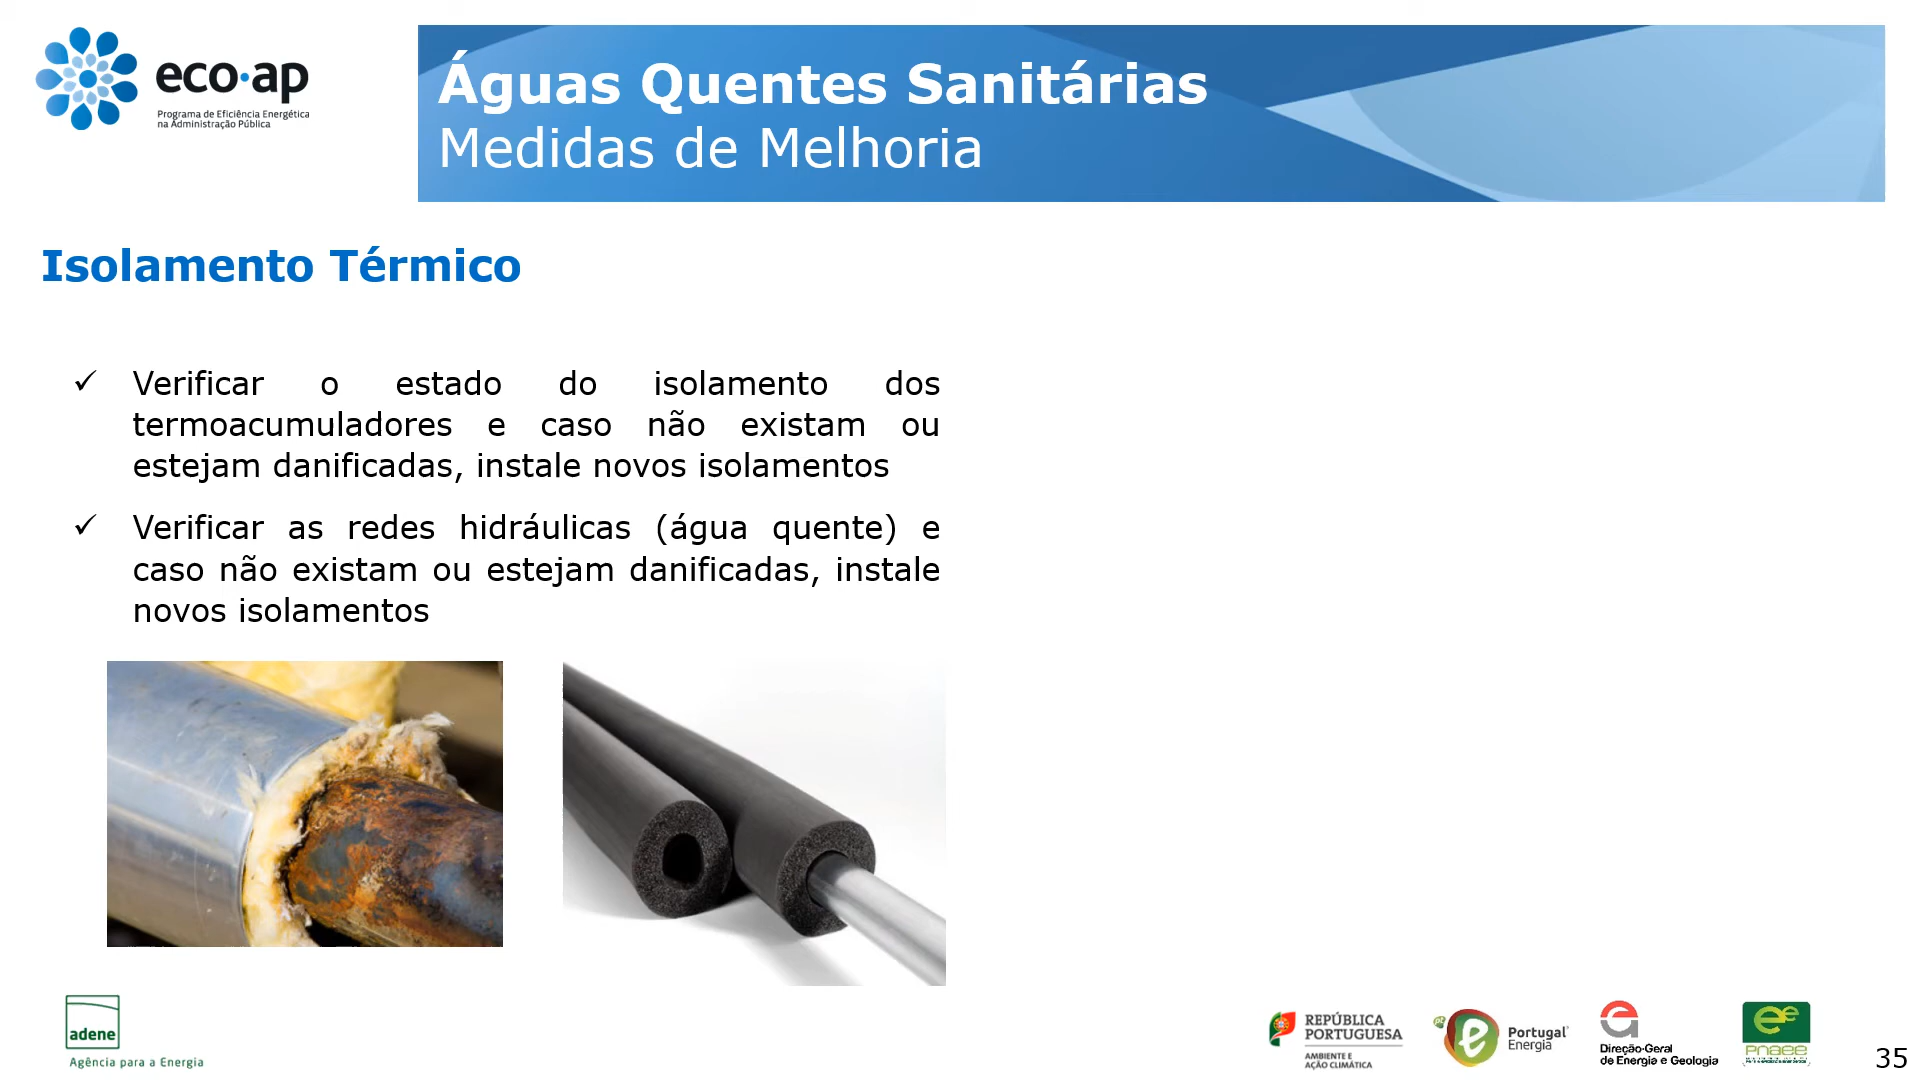 eco·ap
Programa de Eficiência Energética
na Administração Pública
Águas Quentes Sanitárias
Medidas de Melhoria
Isolamento Térmico
✓ Verificar o estado do isolamento dos
termoacumuladores e caso não existam ou
estejam danificadas, instale novos isolamentos
✓ Verificar as redes hidráulicas (água quente) e
caso não existam ou estejam danificadas, instale
novos isolamentos
adene
Agência para a Energia
REPÚBLICA
PORTUGUESA
AMBIENTE E
AÇÃO CLIMÁTICA
pt
e
Portugal
Energia
Direção-Geral
de Energia e Geologia
pnaee
35